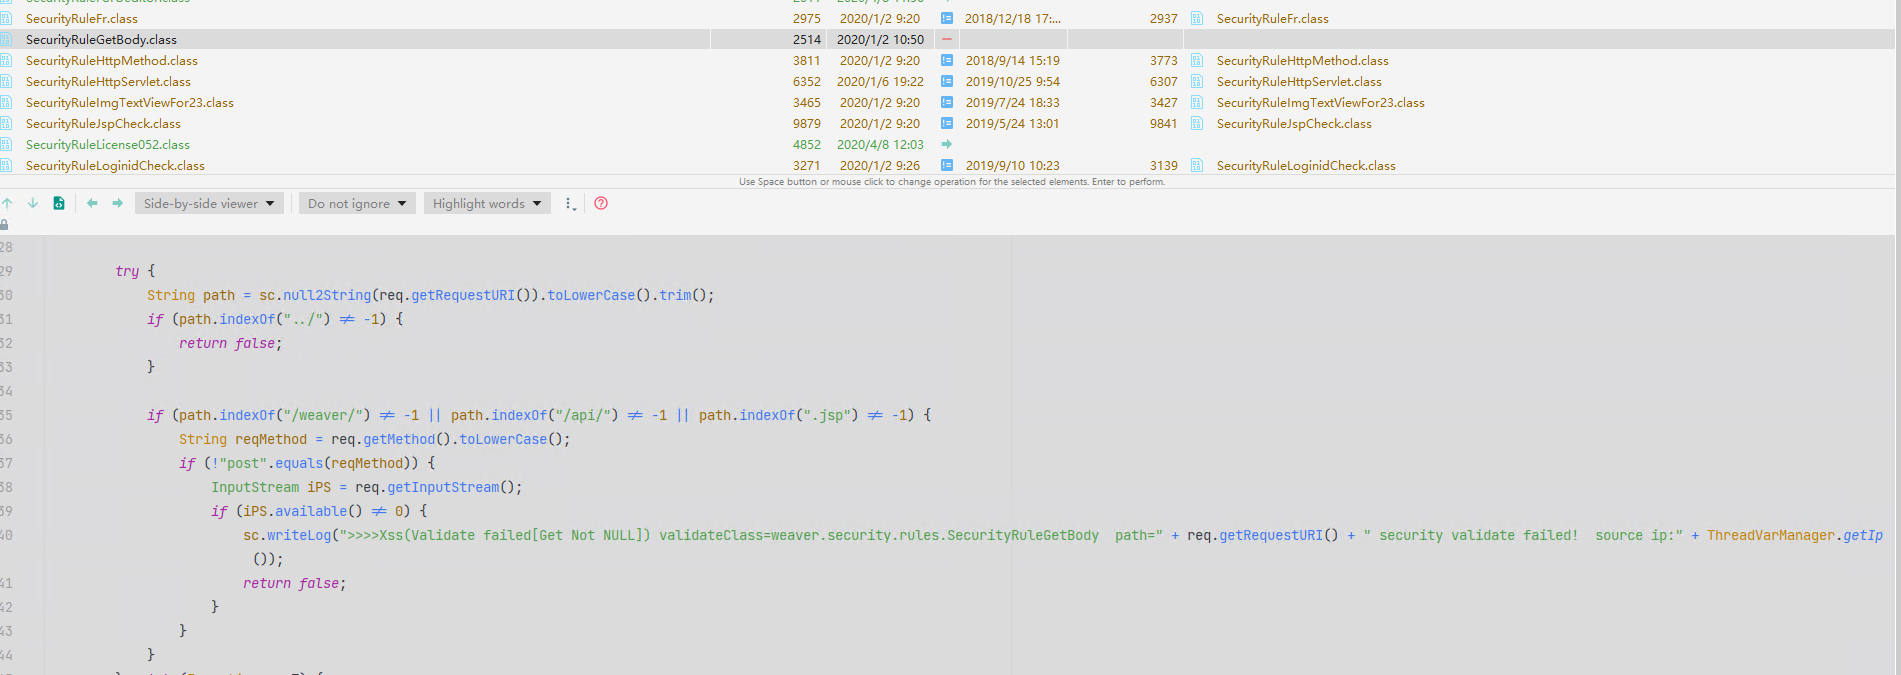 SecurityRuleFr.class 2975 2020/1/2 9:20 != 2018/12/18 17:... 2937 SecurityRuleFr.class
SecurityRuleGetBody.class 2514 2020/1/2 10:50
SecurityRuleHttpMethod.class 3811 2020/1/2 9:20 != 2018/9/14 15:19 3773 SecurityRuleHttpMethod.class
SecurityRuleHttpServlet.class 6352 2020/1/6 19:22 != 2019/10/25 9:54 6307 SecurityRuleHttpServlet.class
SecurityRuleImgTextViewFor23.class 3465 2020/1/2 9:20 != 2019/7/24 18:33 3427 SecurityRuleImgTextViewFor23.class
SecurityRuleJspCheck.class 9879 2020/1/2 9:20 != 2019/5/24 13:01 9841 SecurityRuleJspCheck.class
SecurityRuleLicense052.class 4852 2020/4/8 12:03
SecurityRuleLoginidCheck.class 3271 2020/1/2 9:26 != 2019/9/10 10:23 3139 SecurityRuleLoginidCheck.class
Use Space button or mouse click to change operation for the selected elements. Enter to perform.
Side-by-side viewer Do not ignore Highlight words ?
28
29 try {
30 String path = sc.null2String(req.getRequestURI()).toLowerCase().trim();
31 if (path.indexOf("../") ≠ -1) {
32 return false;
33 }
34
35 if (path.indexOf("/weaver/") ≠ -1 || path.indexOf("/api/") ≠ -1 || path.indexOf(".jsp") ≠ -1) {
36 String reqMethod = req.getMethod().toLowerCase();
37 if (!"post".equals(reqMethod)) {
38 InputStream iPS = req.getInputStream();
39 if (iPS.available() ≠ 0) {
40 sc.writeLog(">>>>Xss(Validate failed[Get Not NULL]) validateClass=weaver.security.rules.SecurityRuleGetBody  path=" + req.getRequestURI() + " security validate failed!  source ip:" + ThreadVarManager.getIp
());
41 return false;
42 }
43 }
44 }